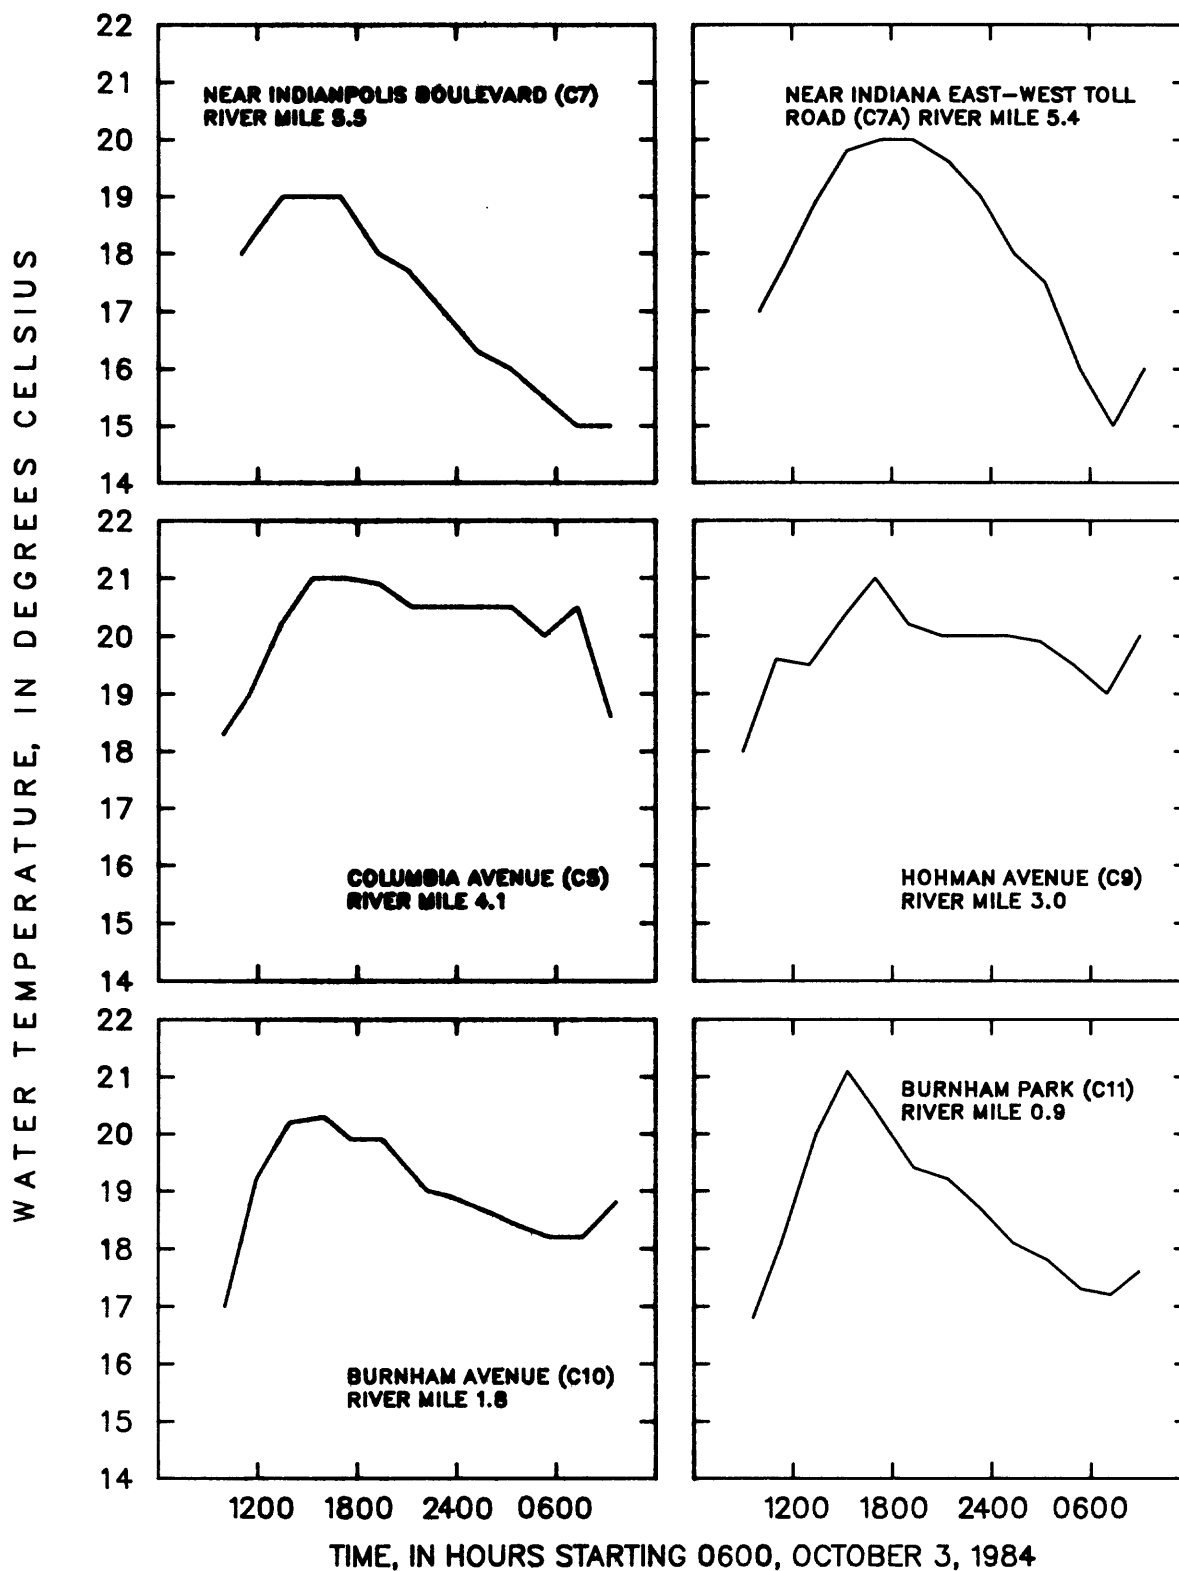 WATER TEMPERATURE, IN DEGREES CELSIUS
22
21
20
19
18
17
16
15
14
NEAR INDIANPOLIS BOULEVARD (C7)
RIVER MILE 5.5
NEAR INDIANA EAST-WEST TOLL
ROAD (C7A) RIVER MILE 5.4
22
21
20
19
18
17
16
15
14
COLUMBIA AVENUE (C8)
RIVER MILE 4.1
HOHMAN AVENUE (C9)
RIVER MILE 3.0
22
21
20
19
18
17
16
15
14
BURNHAM AVENUE (C10)
RIVER MILE 1.8
BURNHAM PARK (C11)
RIVER MILE 0.9
1200 1800 2400 0600
1200 1800 2400 0600
TIME, IN HOURS STARTING 0600, OCTOBER 3, 1984